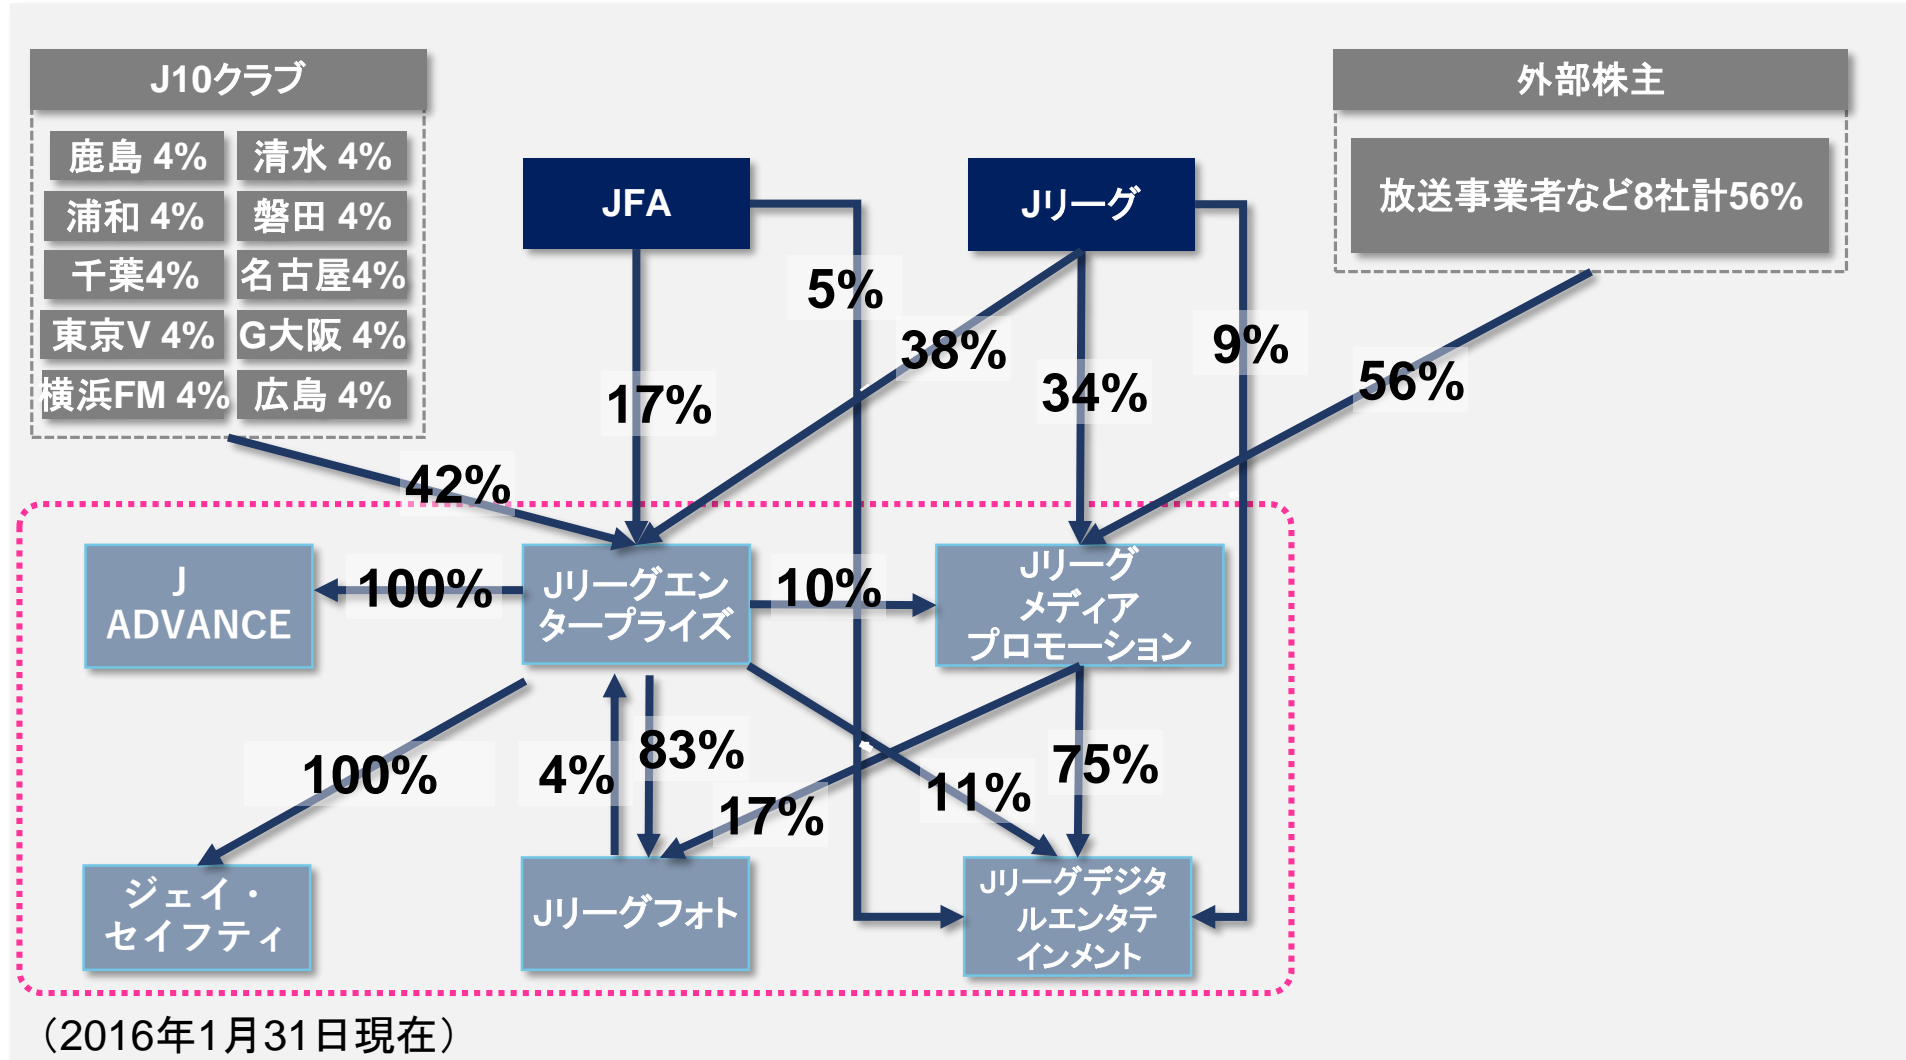 J10クラブ
鹿島 4%
清水 4%
浦和 4%
磐田 4%
千葉4%
名古屋4%
東京V 4%
G大阪 4%
横浜FM 4%
広島 4%
JFA
Jリーグ
外部株主
放送事業者など8社計56%
5%
38%
9%
17%
34%
56%
42%
J
ADVANCE
100%
Jリーグエン
タープライズ
10%
Jリーグ
メディア
プロモーション
100%
4%
83%
17%
11%
75%
ジェイ・
セイフティ
Jリーグフォト
Jリーグデジタ
ルエンタテ
インメント
（2016年1月31日現在）